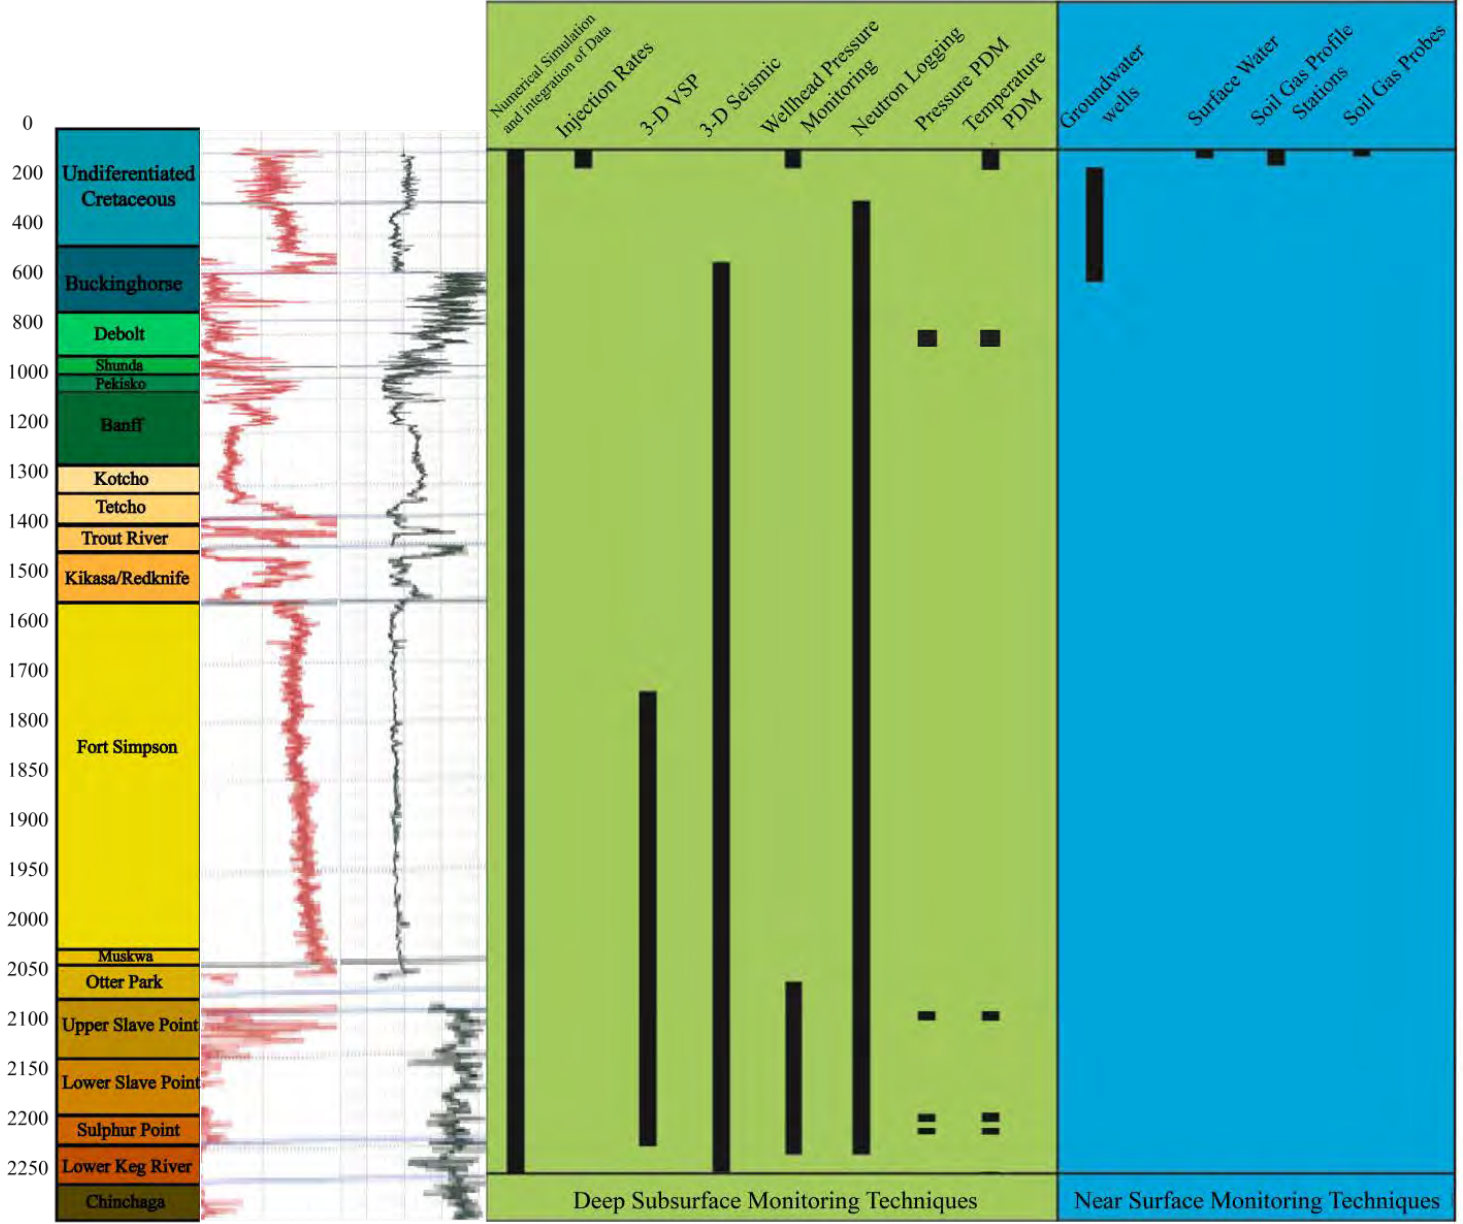 Numerical Simulation
and integration of Data
Injection Rates
3-D VSP
3-D Seismic
Wellhead Pressure
Monitoring
Neutron Logging
Pressure PDM
Temperature
PDM
Groundwater
wells
Surface Water
Soil Gas Profile
Stations
Soil Gas Probes
0
200
400
600
800
1000
1200
1300
1400
1500
1600
1700
1800
1850
1900
1950
2000
2050
2100
2150
2200
2250
Undiferentiated
Cretaceous
Buckinghorse
Debolt
Shunda
Pekisko
Banff
Kotcho
Tetcho
Trout River
Kikasa/Redknife
Fort Simpson
Muskwa
Otter Park
Upper Slave Point
Lower Slave Point
Sulphur Point
Lower Keg River
Chinchaga
Deep Subsurface Monitoring Techniques
Near Surface Monitoring Techniques